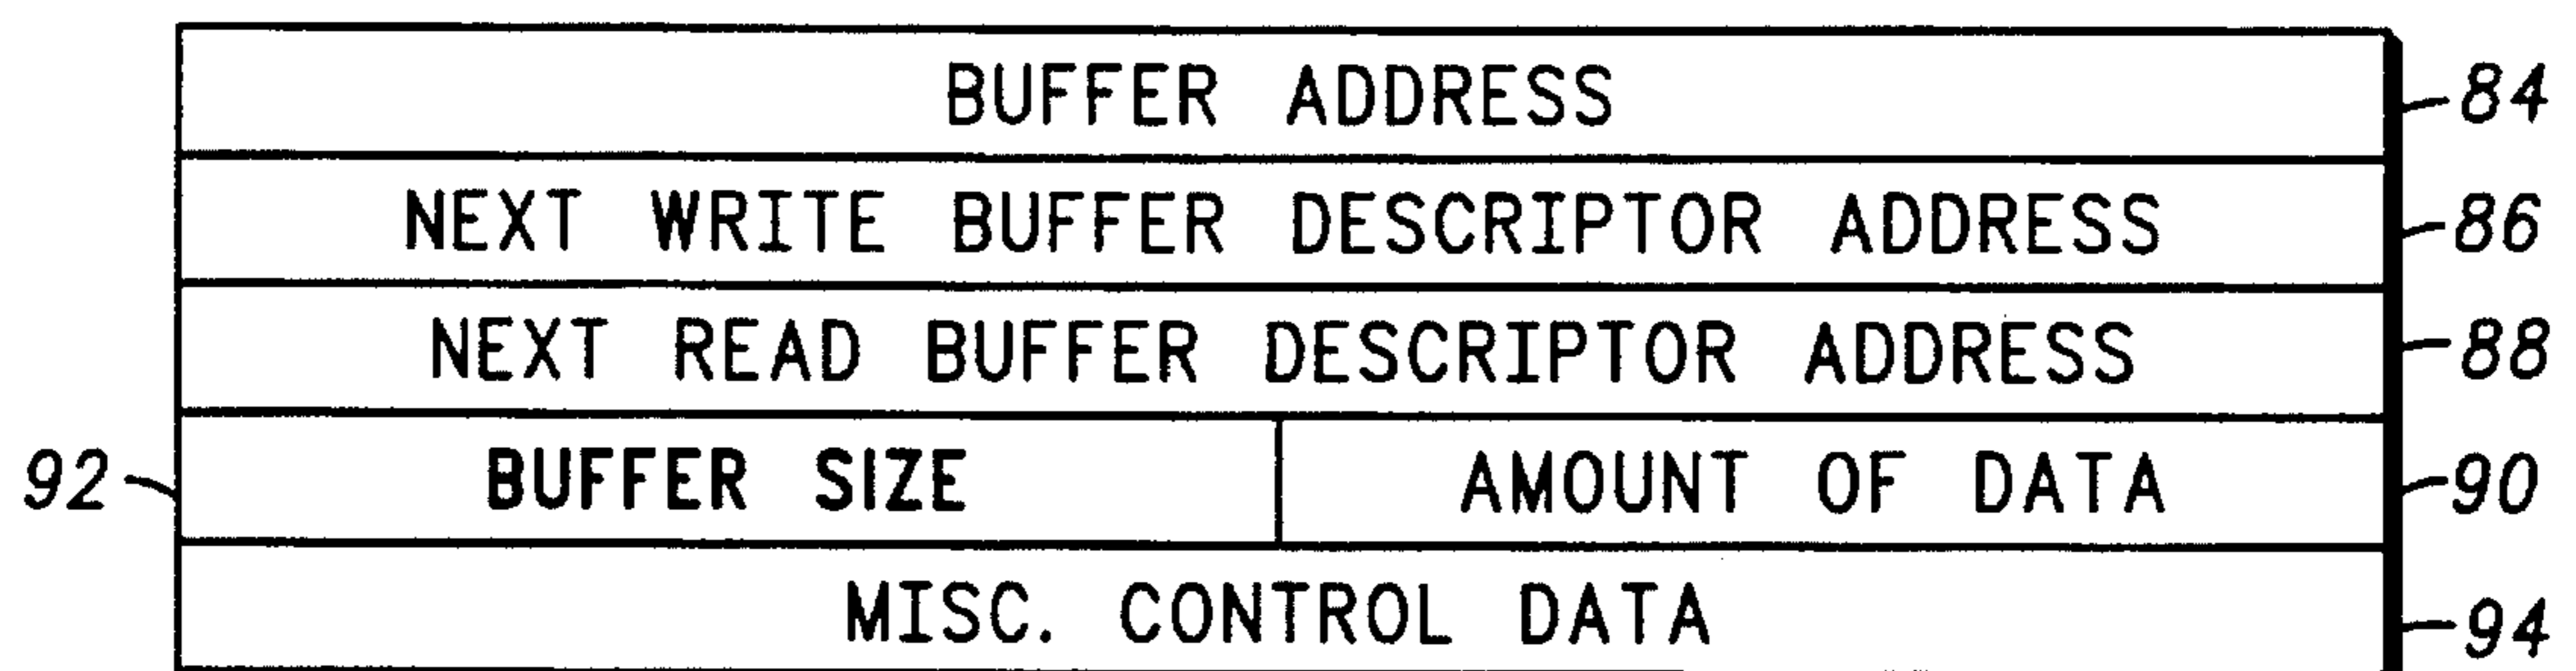 BUFFER ADDRESS 84
NEXT WRITE BUFFER DESCRIPTOR ADDRESS 86
NEXT READ BUFFER DESCRIPTOR ADDRESS 88
92 BUFFER SIZE AMOUNT OF DATA 90
MISC. CONTROL DATA 94